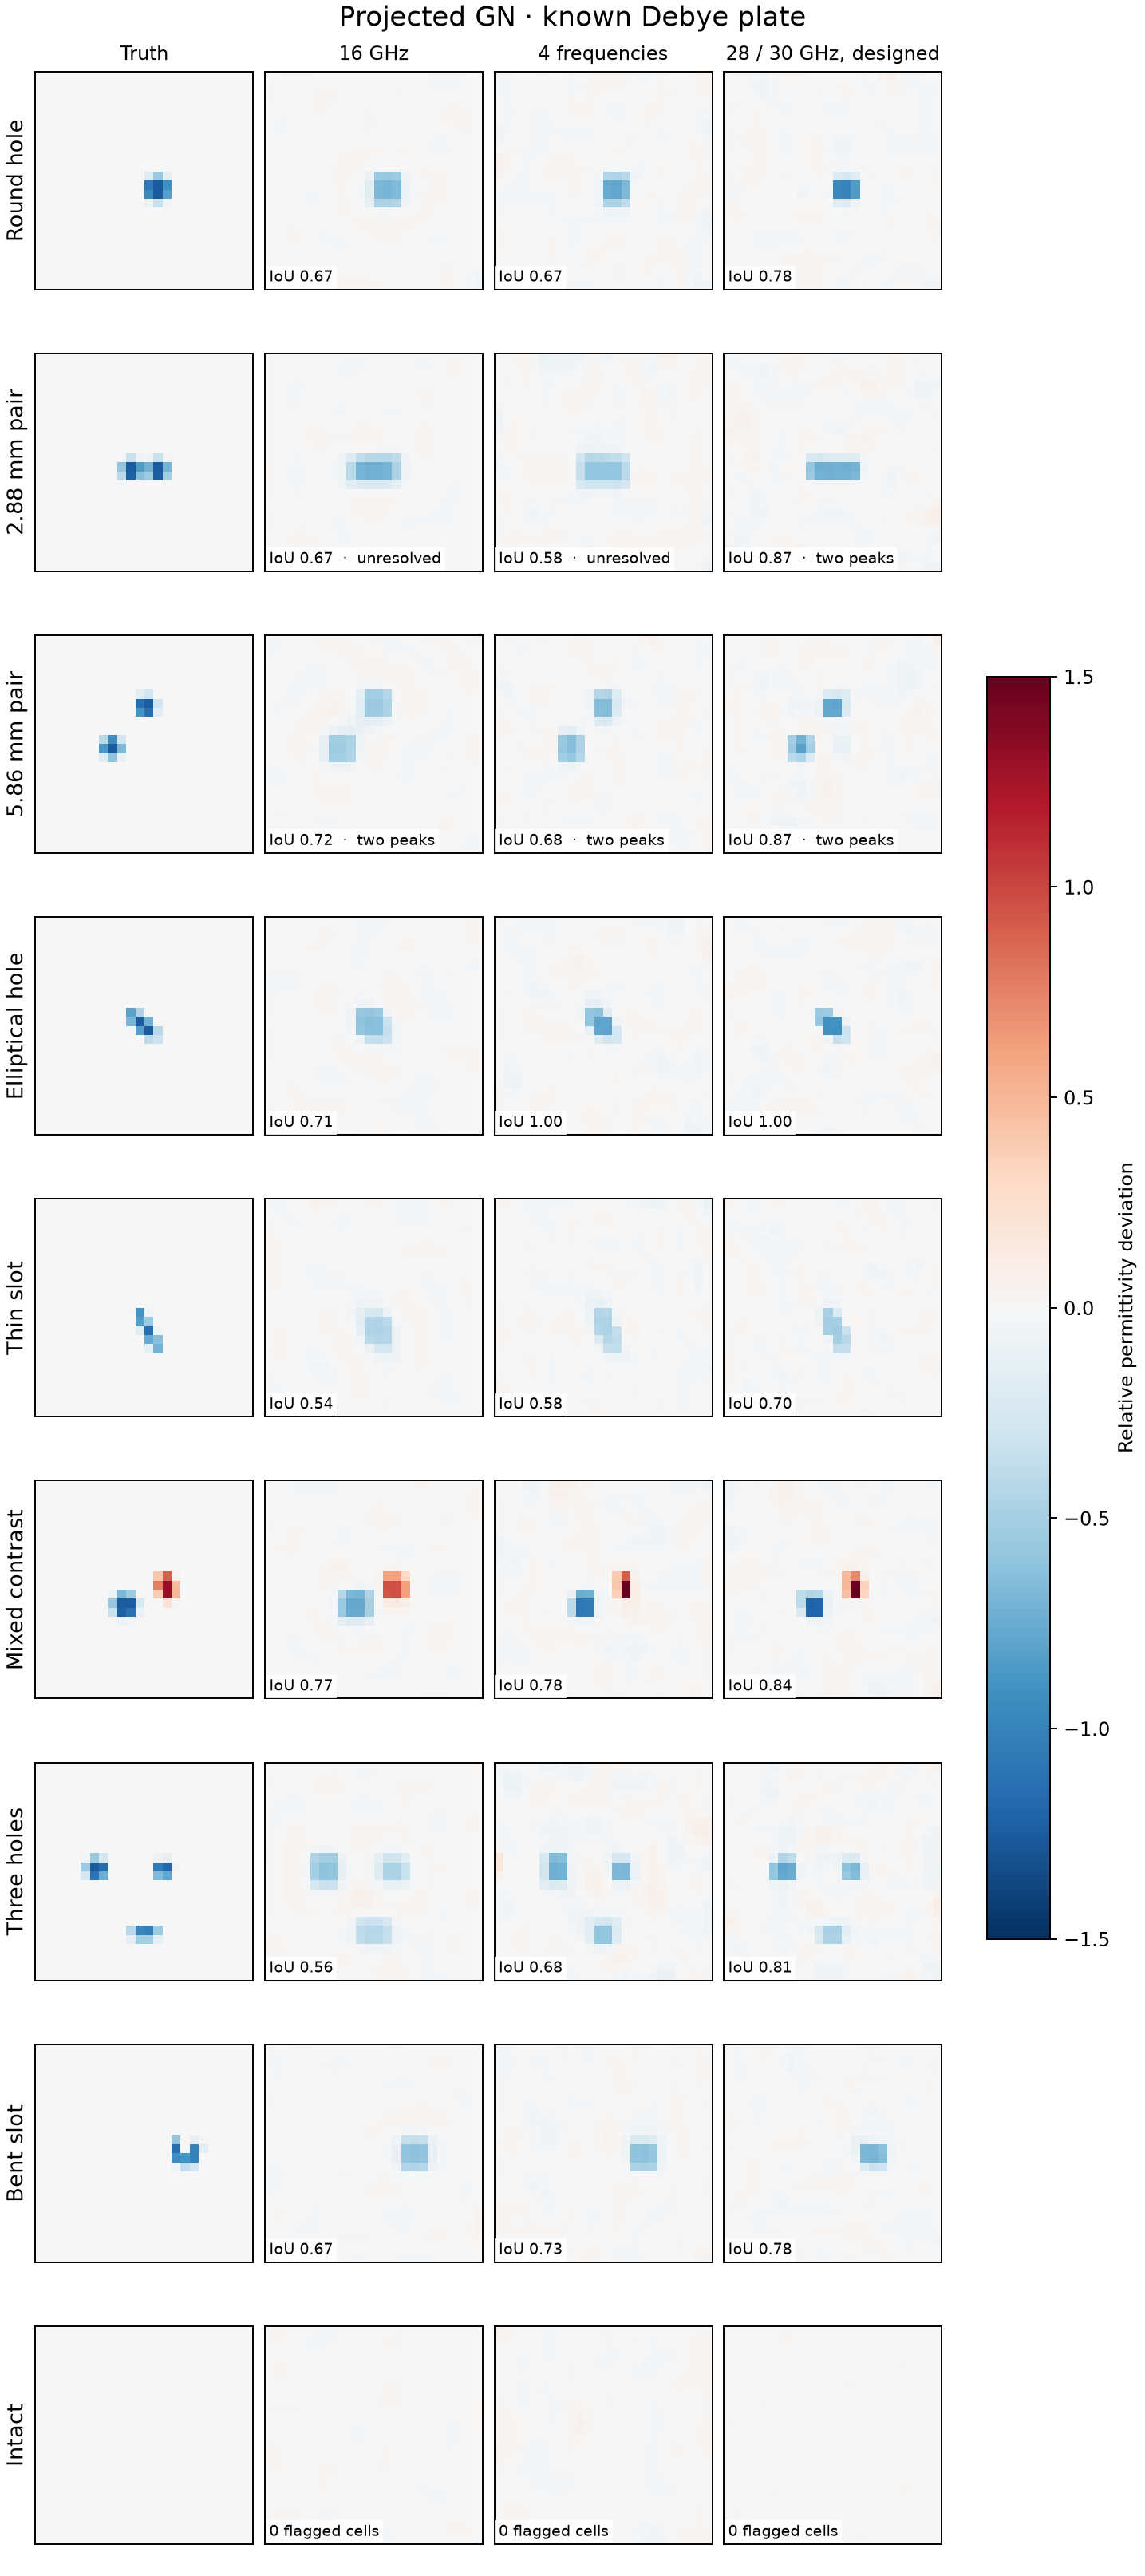 Projected GN · known Debye plate
Truth
16 GHz
4 frequencies
28 / 30 GHz, designed
Round hole
IoU 0.67
IoU 0.67
IoU 0.78
2.88 mm pair
IoU 0.67 · unresolved
IoU 0.58 · unresolved
IoU 0.87 · two peaks
5.86 mm pair
IoU 0.72 · two peaks
IoU 0.68 · two peaks
IoU 0.87 · two peaks
Elliptical hole
IoU 0.71
IoU 1.00
IoU 1.00
Thin slot
IoU 0.54
IoU 0.58
IoU 0.70
Mixed contrast
IoU 0.77
IoU 0.78
IoU 0.84
Three holes
IoU 0.56
IoU 0.68
IoU 0.81
Bent slot
IoU 0.67
IoU 0.73
IoU 0.78
Intact
0 flagged cells
0 flagged cells
0 flagged cells
1.5
1.0
0.5
0.0
−0.5
−1.0
−1.5
Relative permittivity deviation